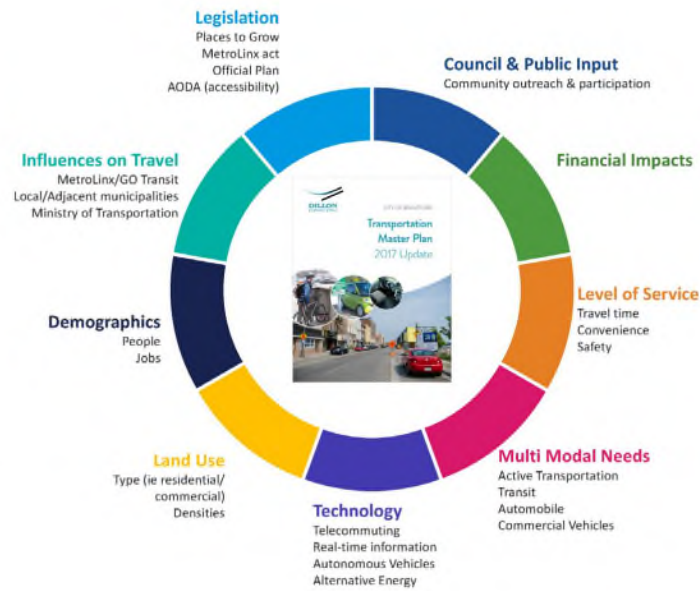 Legislation
Places to Grow
MetroLinx act
Official Plan
AODA (accessibility)
Council & Public Input
Community outreach & participation
Financial Impacts
Level of Service
Travel time
Convenience
Safety
Multi Modal Needs
Active Transportation
Transit
Automobile
Commercial Vehicles
Technology
Telecommuting
Real-time information
Autonomous Vehicles
Alternative Energy
Land Use
Type (ie residential/
commercial)
Densities
Demographics
People
Jobs
Influences on Travel
MetroLinx/GO Transit
Local/Adjacent municipalities
Ministry of Transportation
DILLON
Transportation
Master Plan
2017 Update